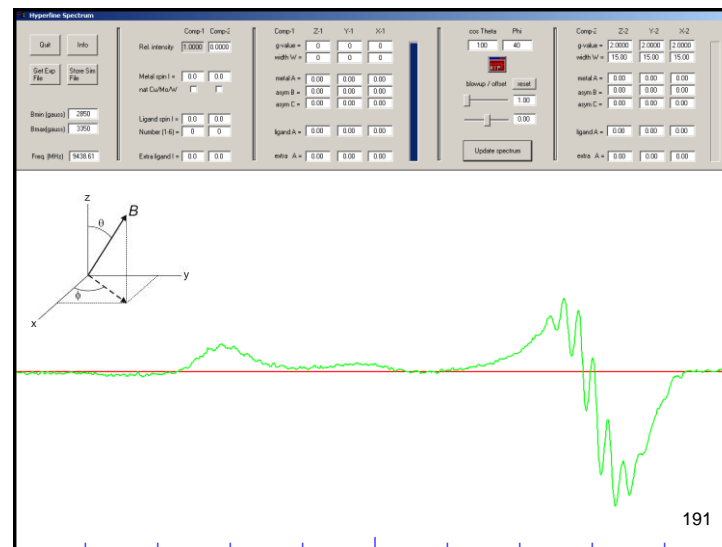 Hyperfine Spectrum
Quit Info
Get Exp File Store Sim File
Bmin (gauss) 2850
Bmax(gauss) 3350
Freq. (MHz) 9438.61
Comp-1 Comp-2
Rel. intensity 1.0000 0.0000
Metal spin I = 0.0 0.0
nat Cu/Mo/W
Ligand spin I = 0.0 0.0
Number (1-6) = 0 0
Extra ligand I = 0.0 0.0
Comp-1 Z-1 Y-1 X-1
g-value = 0 0 0
width W = 0 0 0
metal A = 0.00 0.00 0.00
asym B = 0.00 0.00 0.00
asym C = 0.00 0.00 0.00
ligand A = 0.00 0.00 0.00
extra A = 0.00 0.00 0.00
cos Theta Phi
100 40
blowup / offset reset
1.00
0.00
Update spectrum
Comp-2 Z-2 Y-2 X-2
g-value = 2.0000 2.0000 2.0000
width W = 15.00 15.00 15.00
metal A = 0.00 0.00 0.00
asym B = 0.00 0.00 0.00
asym C = 0.00 0.00 0.00
ligand A = 0.00 0.00 0.00
extra A = 0.00 0.00 0.00
z
B
θ
y
ϕ
x
191